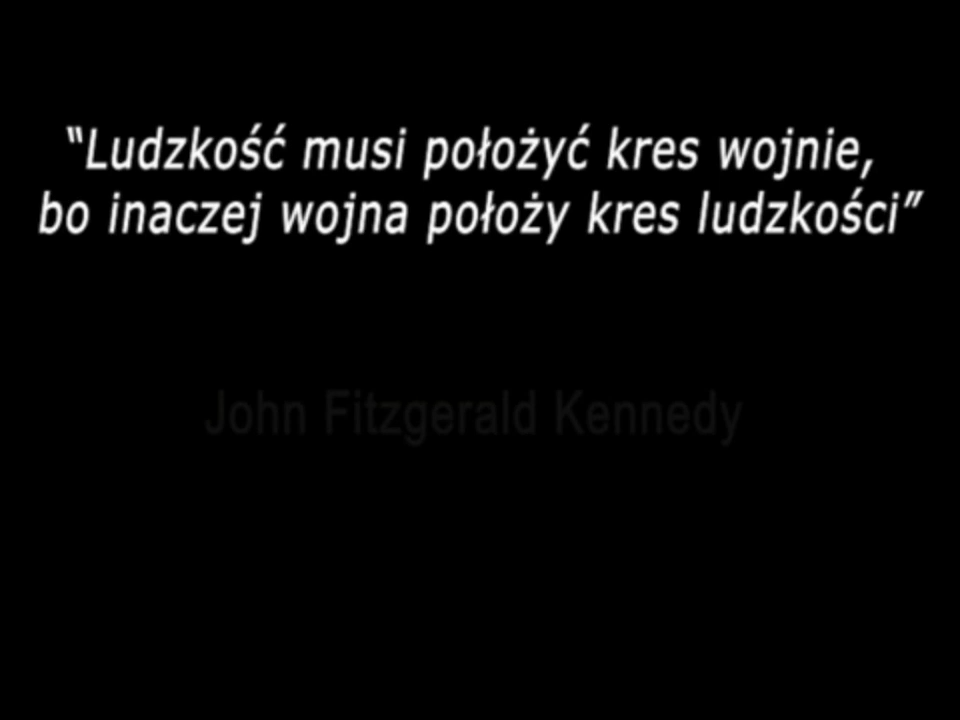 “Ludzkość musi położyć kres wojnie,
bo inaczej wojna położy kres ludzkości”
John Fitzgerald Kennedy